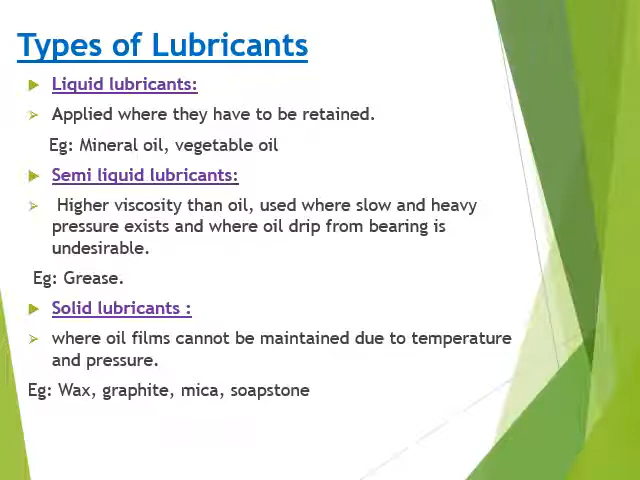 Types of Lubricants
Liquid lubricants:
Applied where they have to be retained.
Eg: Mineral oil, vegetable oil
Semi liquid lubricants:
Higher viscosity than oil, used where slow and heavy
pressure exists and where oil drip from bearing is
undesirable.
Eg: Grease.
Solid lubricants :
where oil films cannot be maintained due to temperature
and pressure.
Eg: Wax, graphite, mica, soapstone